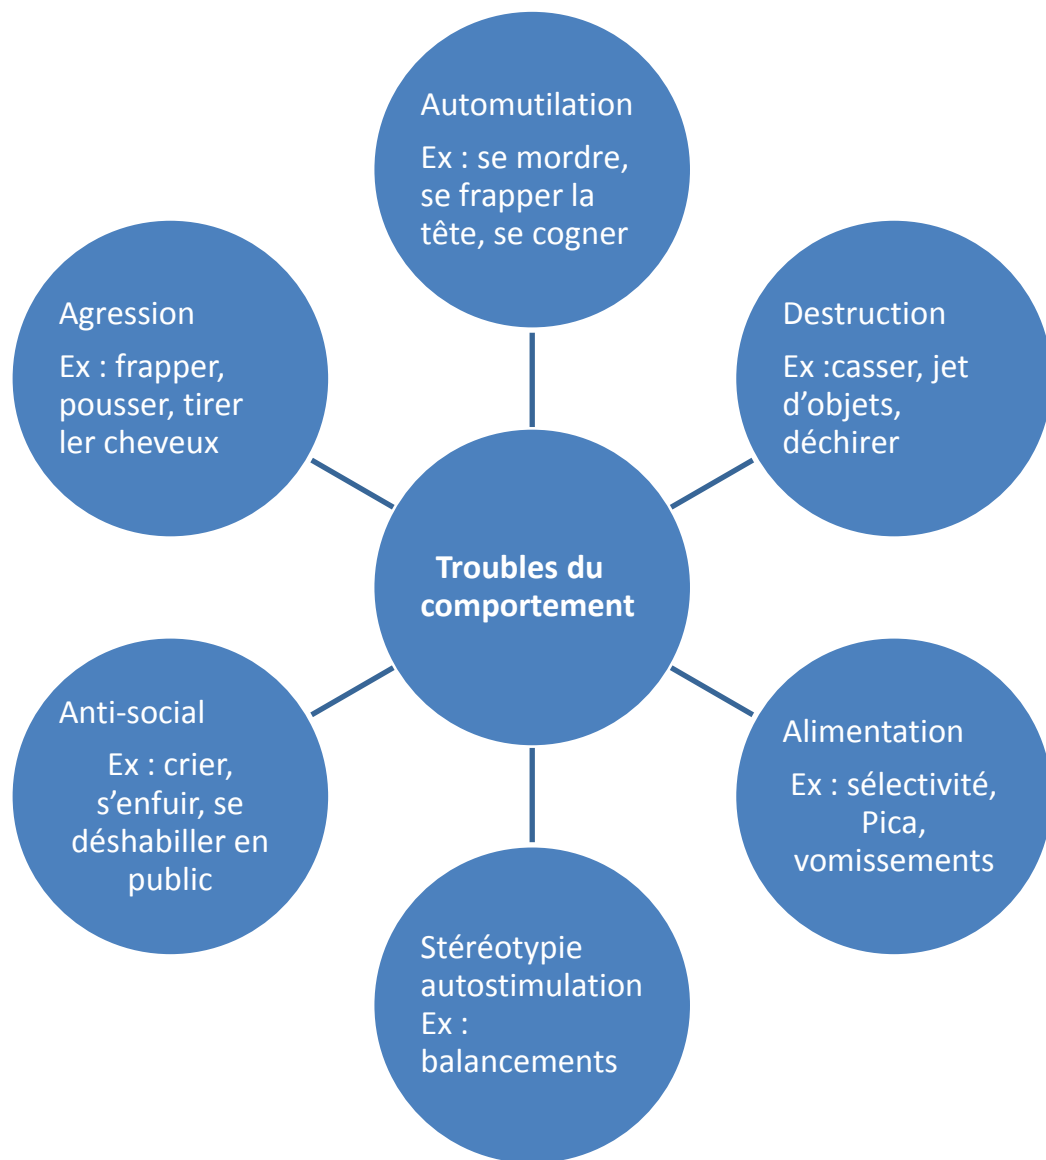 Automutilation
Ex : se mordre,
se frapper la
tête, se cogner
Agression
Ex : frapper,
pousser, tirer
ler cheveux
Destruction
Ex :casser, jet
d’objets,
déchirer
Troubles du
comportement
Anti-social
Ex : crier,
s’enfuir, se
déshabiller en
public
Alimentation
Ex : sélectivité,
Pica,
vomissements
Stéréotypie
autostimulation
Ex :
balancements